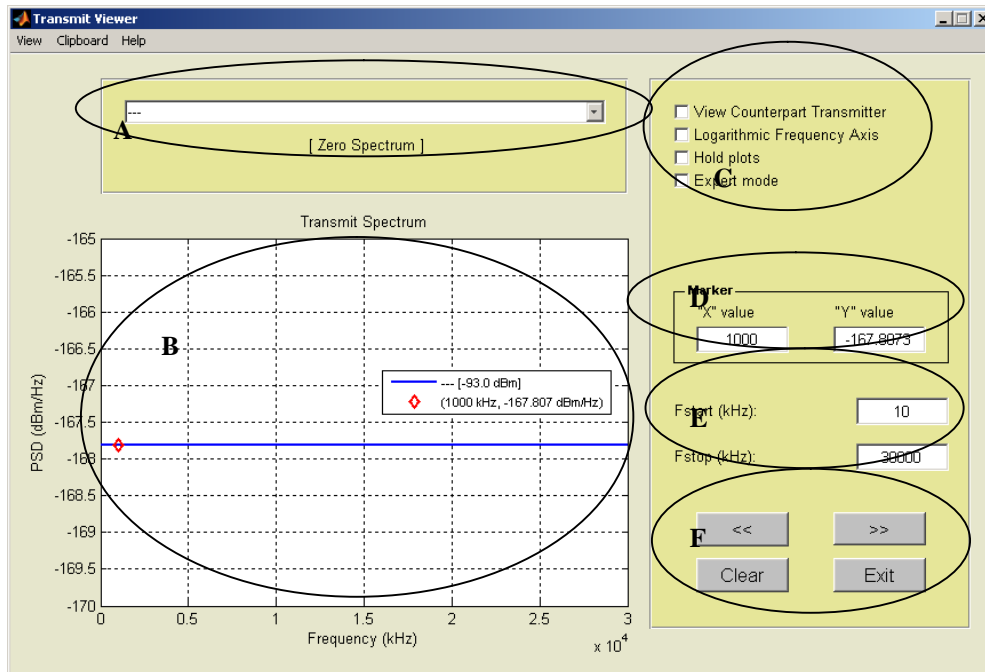 Transmit Viewer
View Clipboard Help
---
A
[ Zero Spectrum ]
View Counterpart Transmitter
Logarithmic Frequency Axis
Hold plots
Expert mode
C
Transmit Spectrum
-165
-165.5
-166
-166.5
-167
-167.5
-168
-168.5
-169
-169.5
-170
PSD (dBm/Hz)
B
--- [-93.0 dBm]
(1000 kHz, -167.807 dBm/Hz)
0 0.5 1 1.5 2 2.5 3
x 10^4
Frequency (kHz)
Marker
D
"X" value "Y" value
1000 -167.8073
Fstart (kHz): 10
E
Fstop (kHz): 30000
F
<< >>
Clear Exit